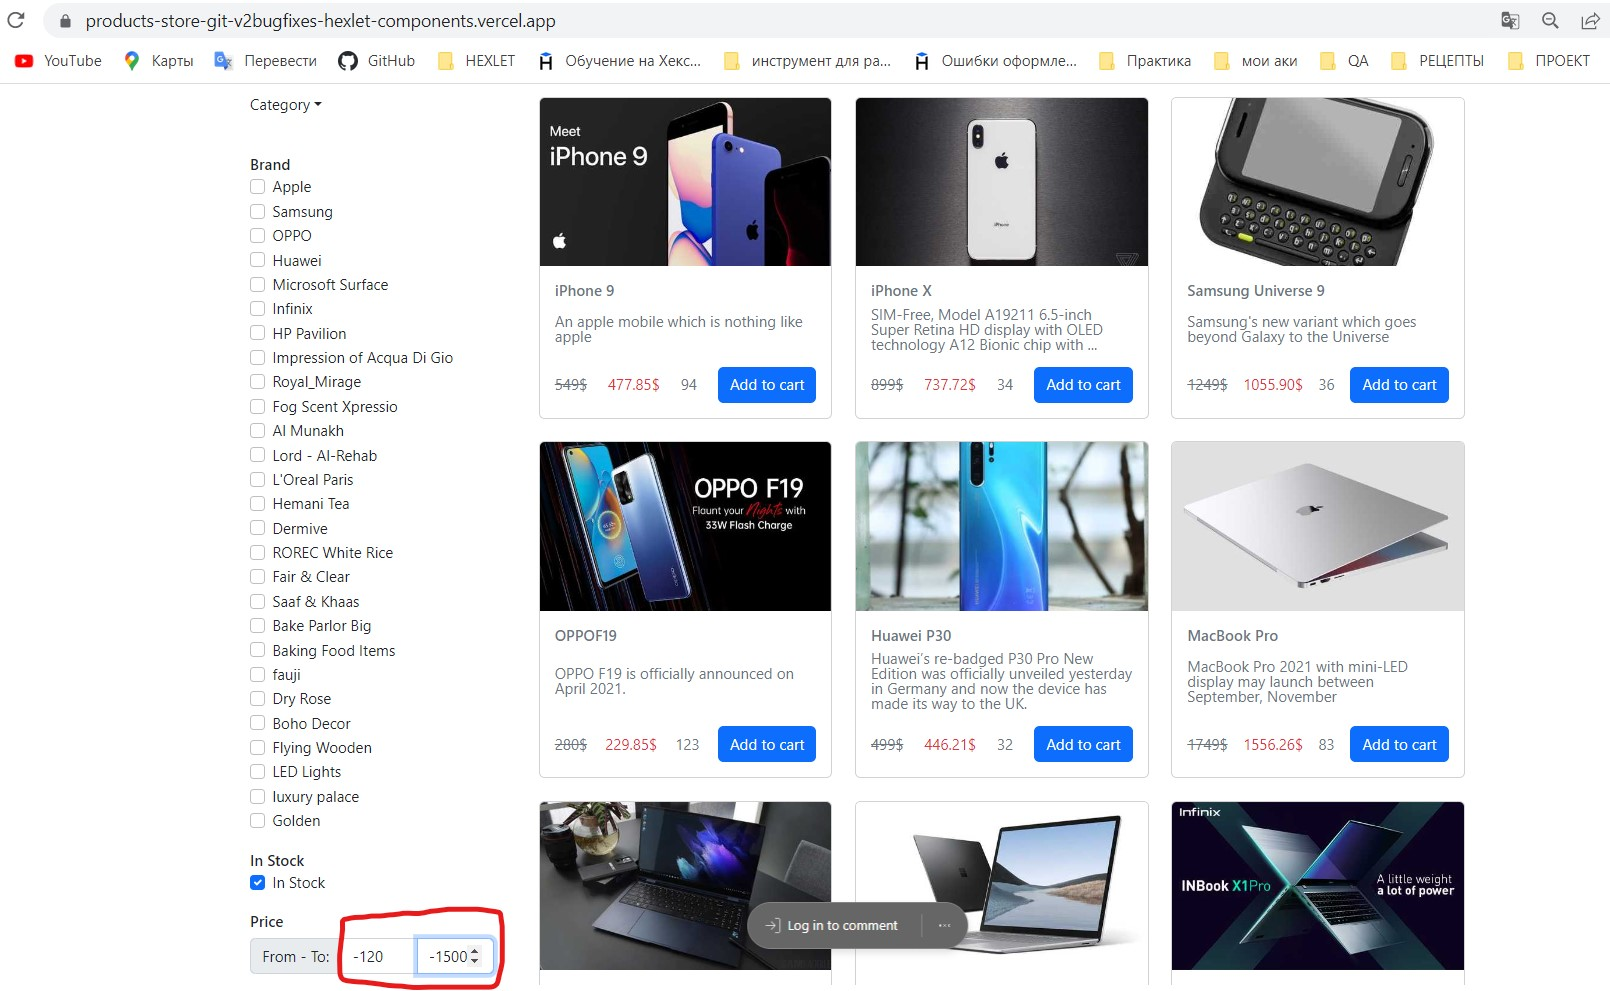 products-store-git-v2bugfixes-hexlet-components.vercel.app
YouTube Карты Перевести GitHub HEXLET Обучение на Хекс... инструмент для ра... Ошибки оформле... Практика мои аки QA РЕЦЕПТЫ ПРОЕКТ
Category
Brand
Apple
Samsung
OPPO
Huawei
Microsoft Surface
Infinix
HP Pavilion
Impression of Acqua Di Gio
Royal_Mirage
Fog Scent Xpressio
Al Munakh
Lord - Al-Rehab
L'Oreal Paris
Hemani Tea
Dermive
ROREC White Rice
Fair & Clear
Saaf & Khaas
Bake Parlor Big
Baking Food Items
fauji
Dry Rose
Boho Decor
Flying Wooden
LED Lights
luxury palace
Golden
In Stock
In Stock
Price
From - To: -120 -1500
Meet
iPhone 9
iPhone 9
An apple mobile which is nothing like
apple
549$ 477.85$ 94 Add to cart
iPhone
iPhone X
SIM-Free, Model A19211 6.5-inch
Super Retina HD display with OLED
technology A12 Bionic chip with ...
899$ 737.72$ 34 Add to cart
Samsung Universe 9
Samsung's new variant which goes
beyond Galaxy to the Universe
1249$ 1055.90$ 36 Add to cart
OPPO F19
Flaunt your Nights with
33W Flash Charge
OPPOF19
OPPO F19 is officially announced on
April 2021.
280$ 229.85$ 123 Add to cart
Huawei P30
Huawei's re-badged P30 Pro New
Edition was officially unveiled yesterday
in Germany and now the device has
made its way to the UK.
499$ 446.21$ 32 Add to cart
MacBook Pro
MacBook Pro 2021 with mini-LED
display may launch between
September, November
1749$ 1556.26$ 83 Add to cart
Infinix
INBook X1Pro
A little weight
a lot of power
Log in to comment ...